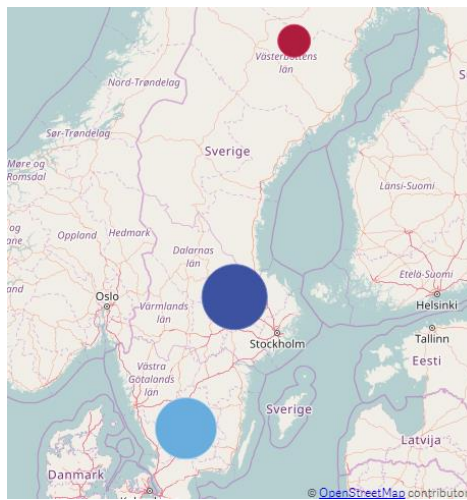 Västerbottens
län
Nord-Trøndelag
Sør-Trøndelag
Sverige
Møre og
Romsdal
Länsi-Suomi
Oppland
Hedmark
Dalarnas
län
Etelä-Suomi
Oslo
Värmlands
län
Helsinki
Stockholm
Tallinn
Västra
Götalands
län
Eesti
Sverige
Latvija
Danmark
© OpenStreetMap contributo